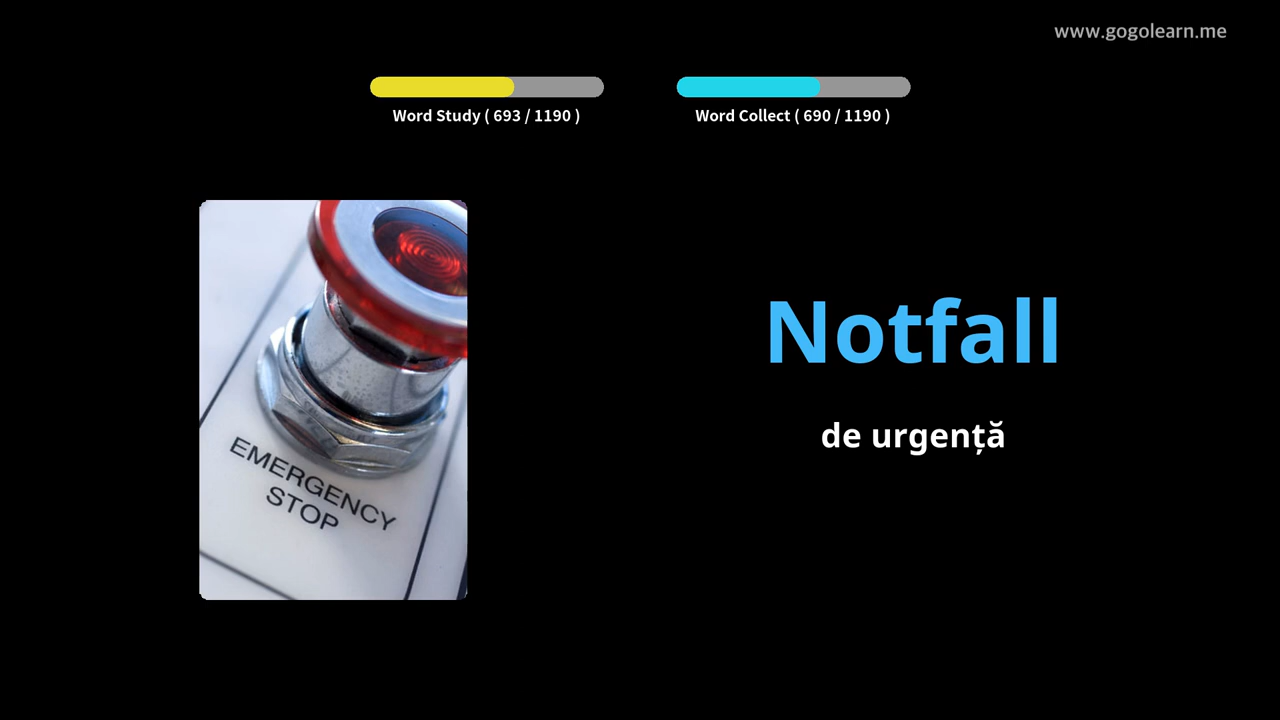 www.gogolearn.me
Word Study ( 693 / 1190 )
Word Collect ( 690 / 1190 )
Notfall
de urgență
EMERGENCY
STOP